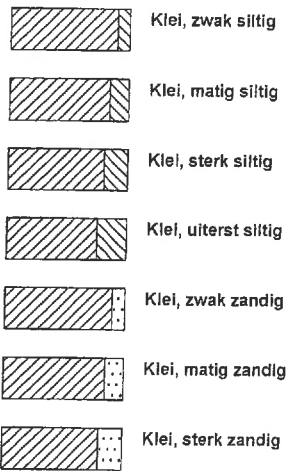 Klei, zwak siltig
Klei, matig siltig
Klei, sterk siltig
Klei, uiterst siltig
Klei, zwak zandig
Klei, matig zandig
Klei, sterk zandig